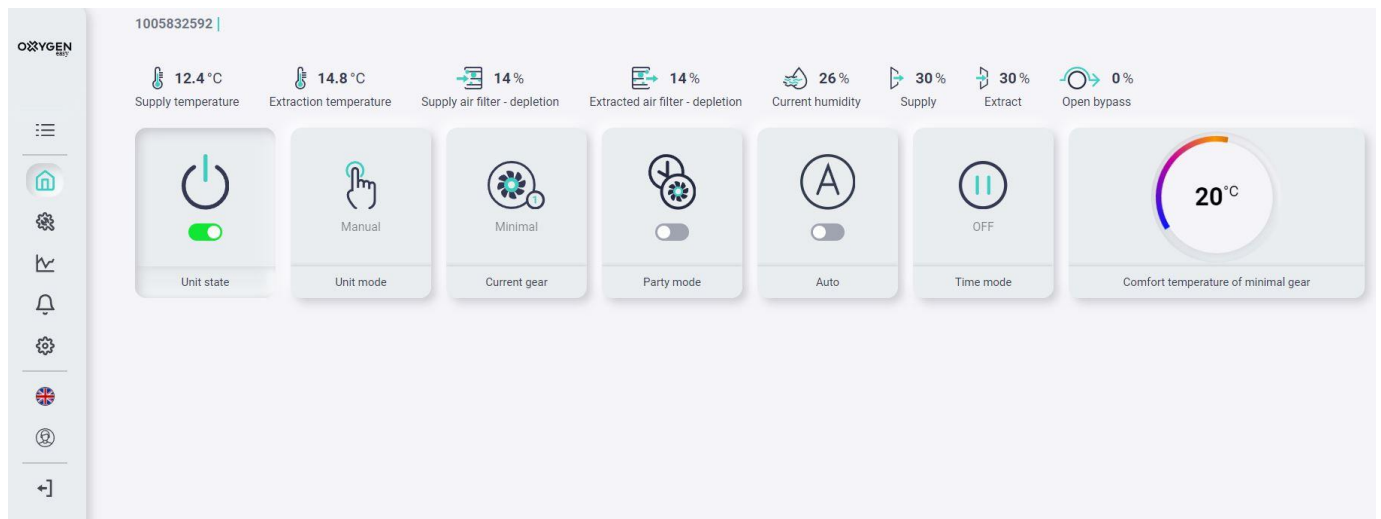 1005832592
OXYGEN
easy
12.4 °C
Supply temperature
14.8 °C
Extraction temperature
14 %
Supply air filter - depletion
14 %
Extracted air filter - depletion
26 %
Current humidity
30 %
Supply
30 %
Extract
0 %
Open bypass
Manual
1
Minimal
A
OFF
20°C
Unit state
Unit mode
Current gear
Party mode
Auto
Time mode
Comfort temperature of minimal gear